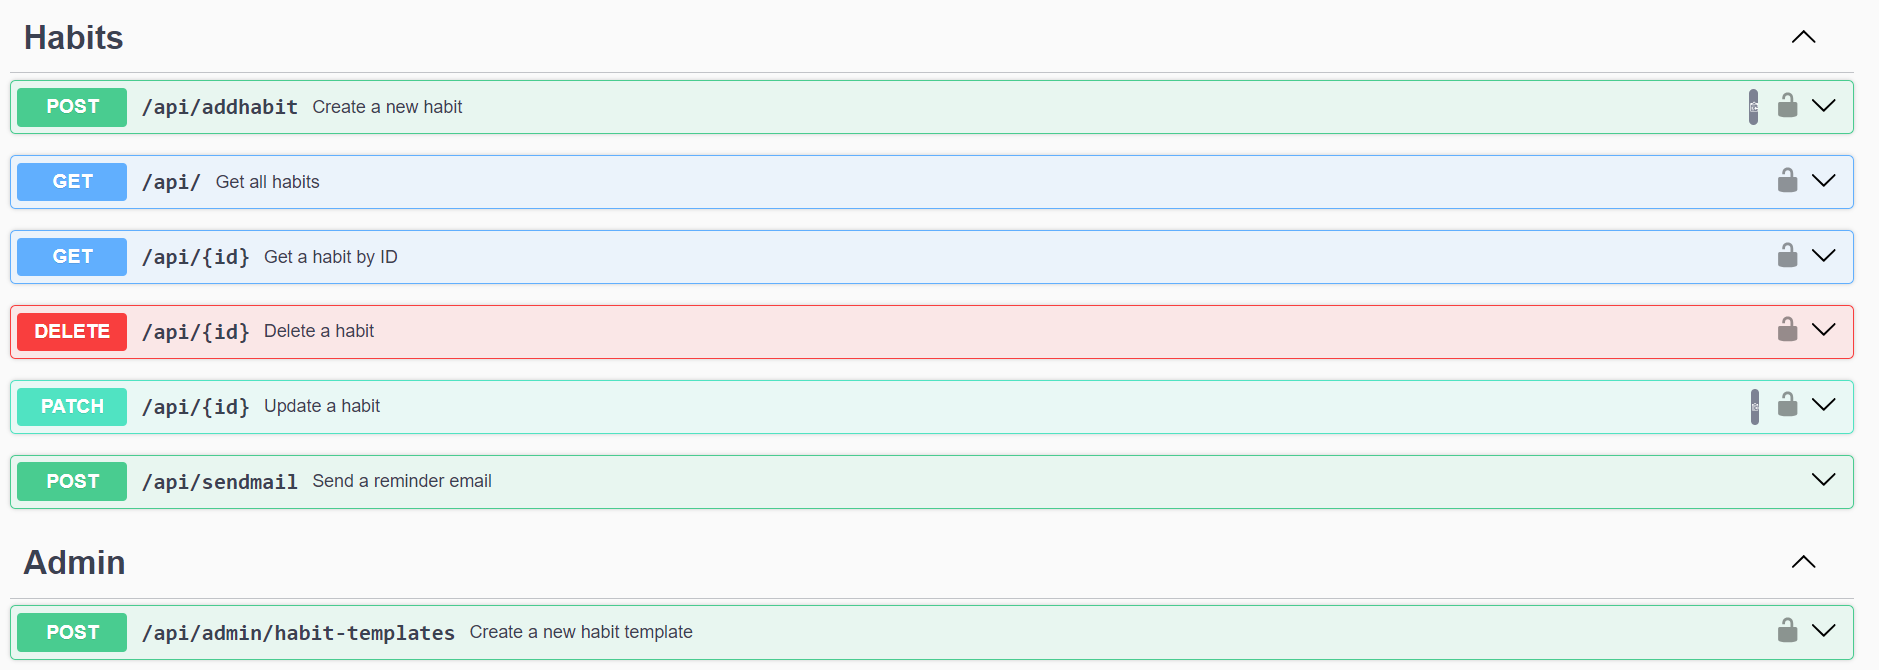 Habits
POST /api/addhabit Create a new habit
GET /api/ Get all habits
GET /api/{id} Get a habit by ID
DELETE /api/{id} Delete a habit
PATCH /api/{id} Update a habit
POST /api/sendmail Send a reminder email
Admin
POST /api/admin/habit-templates Create a new habit template